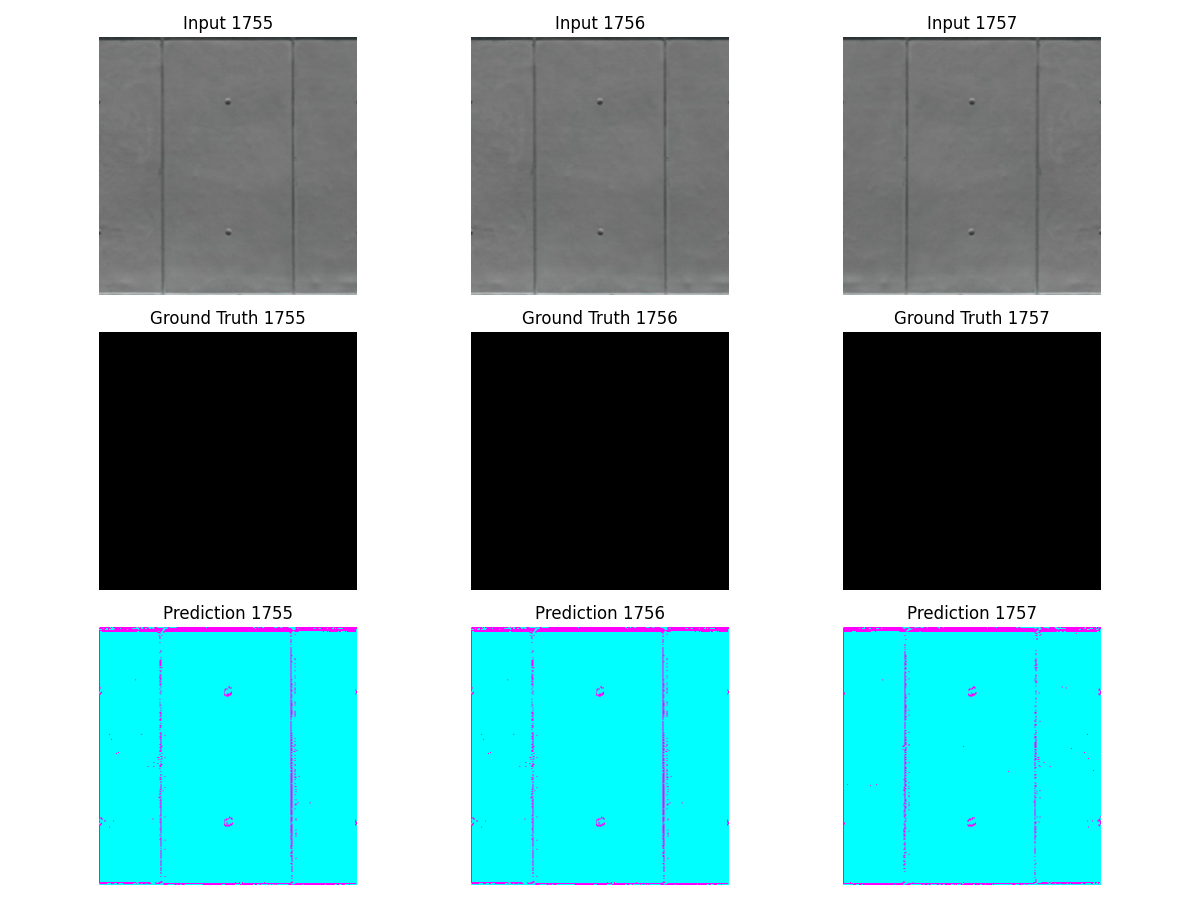 Input 1755
Input 1756
Input 1757
Ground Truth 1755
Ground Truth 1756
Ground Truth 1757
Prediction 1755
Prediction 1756
Prediction 1757